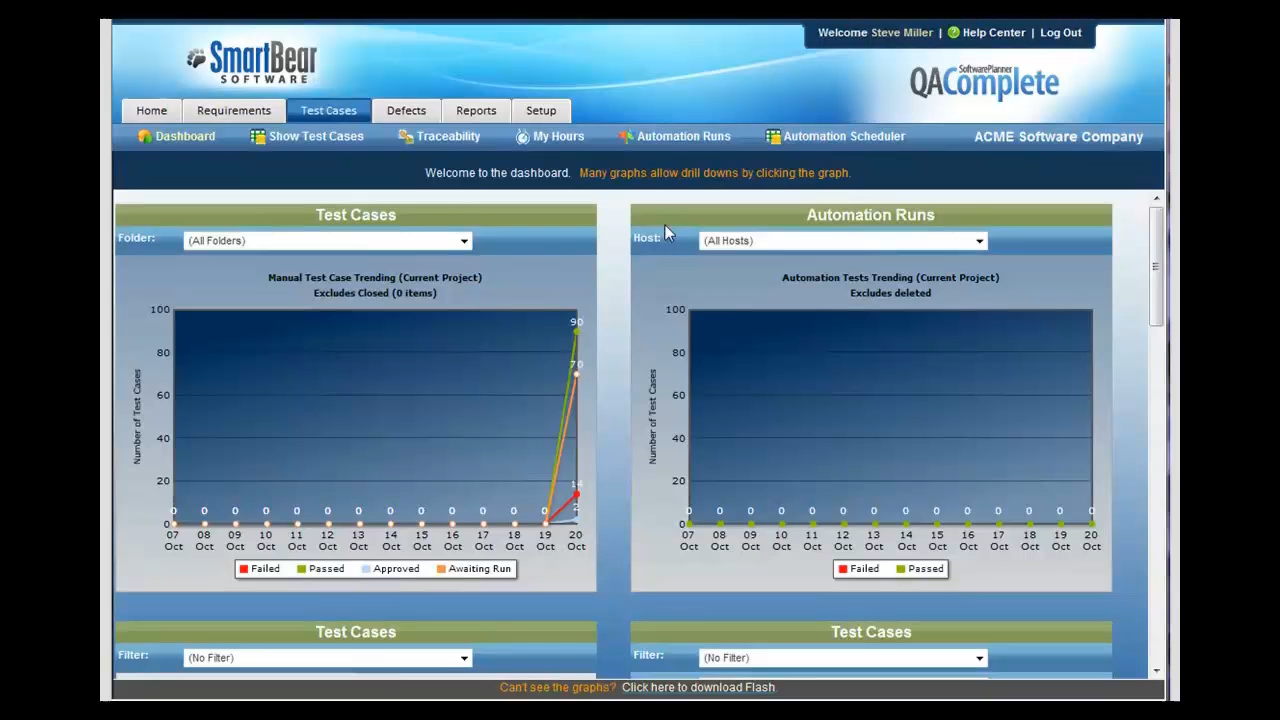 Welcome Steve Miller | Help Center | Log Out
SmartBear
SOFTWARE
SoftwarePlanner
QAComplete
Home Requirements Test Cases Defects Reports Setup
Dashboard Show Test Cases Traceability My Hours Automation Runs Automation Scheduler ACME Software Company
Welcome to the dashboard. Many graphs allow drill downs by clicking the graph.
Test Cases
Folder: (All Folders)
Manual Test Case Trending (Current Project)
Excludes Closed (0 items)
Number of Test Cases
100
80
60
40
20
0
90
70
14
2
0 0 0 0 0 0 0 0 0 0 0 0 0
07 08 09 10 11 12 13 14 15 16 17 18 19 20
Oct Oct Oct Oct Oct Oct Oct Oct Oct Oct Oct Oct Oct Oct
Failed Passed Approved Awaiting Run
Automation Runs
Host: (All Hosts)
Automation Tests Trending (Current Project)
Excludes deleted
Number of Test Cases
100
80
60
40
20
0
0 0 0 0 0 0 0 0 0 0 0 0 0 0
07 08 09 10 11 12 13 14 15 16 17 18 19 20
Oct Oct Oct Oct Oct Oct Oct Oct Oct Oct Oct Oct Oct Oct
Failed Passed
Test Cases
Filter: (No Filter)
Test Cases
Filter: (No Filter)
Can't see the graphs? Click here to download Flash